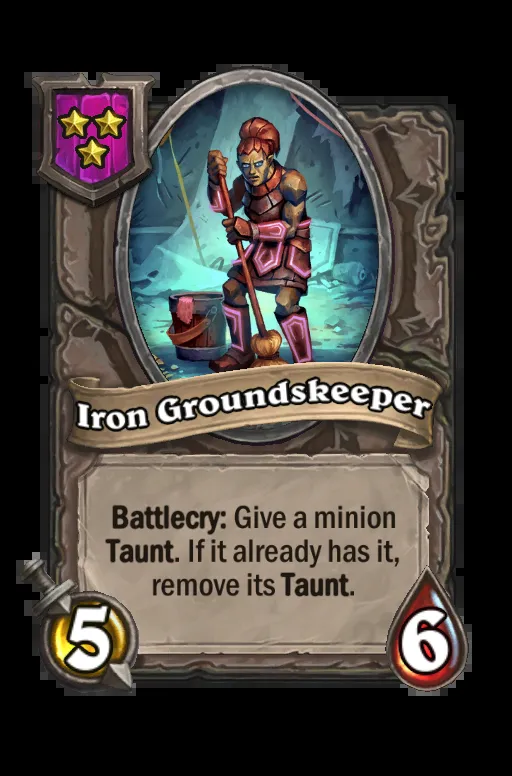 Iron Groundskeeper
Battlecry: Give a minion
Taunt. If it already has it,
remove its Taunt.
5
6